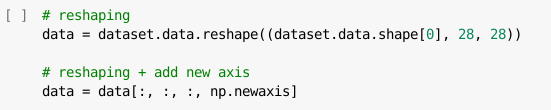 [ ] # reshaping
data = dataset.data.reshape((dataset.data.shape[0], 28, 28))
# reshaping + add new axis
data = data[:, :, :, np.newaxis]